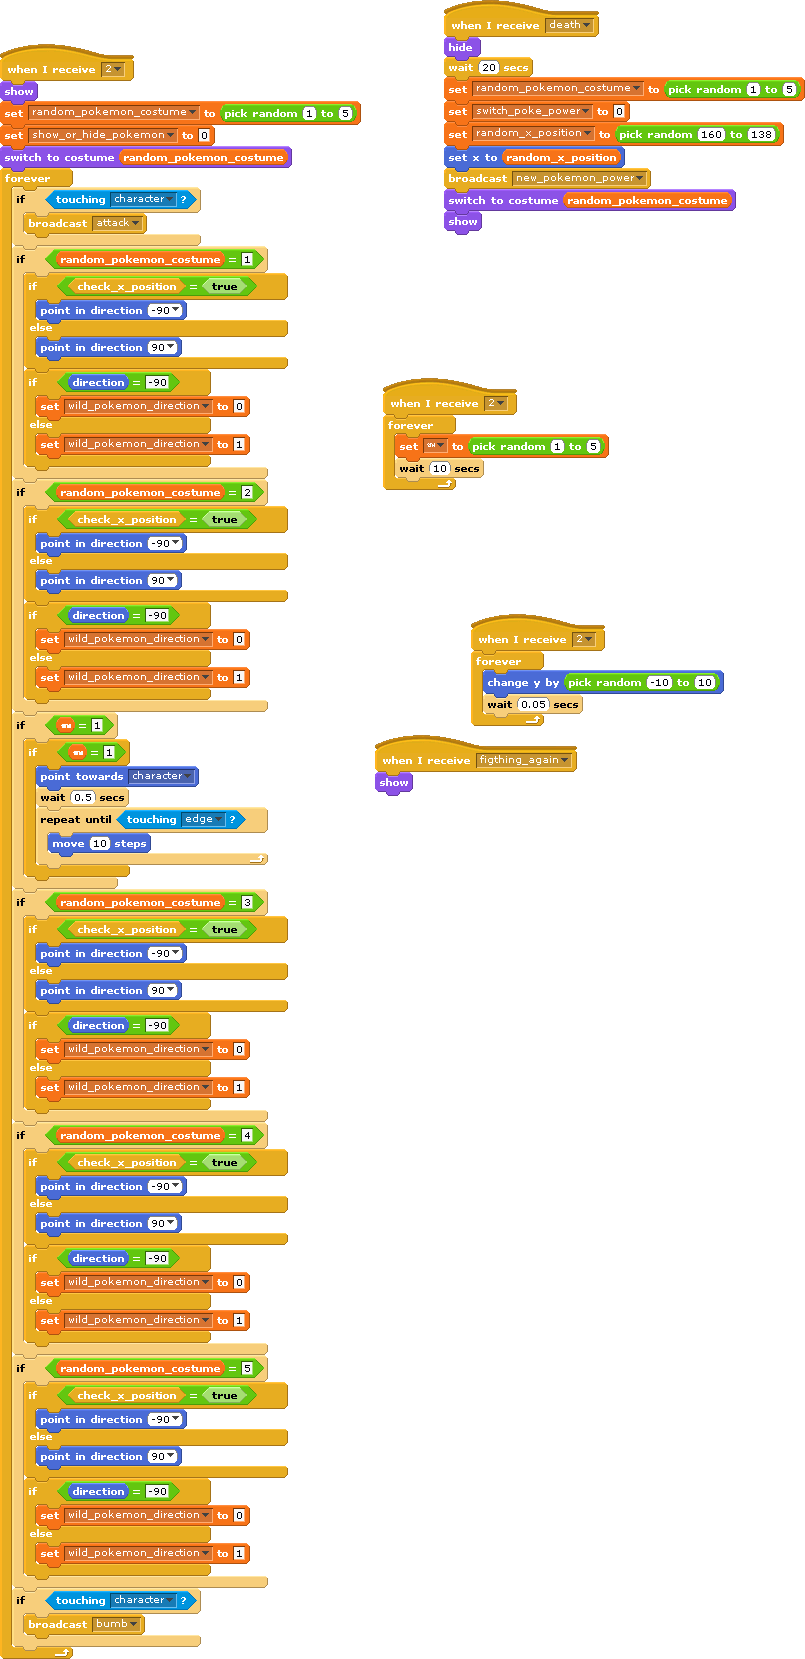 when I receive 2
show
set random_pokemon_costume to pick random 1 to 5
set show_or_hide_pokemon to 0
switch to costume random_pokemon_costume
forever
if touching character ?
broadcast attack
if random_pokemon_costume = 1
if check_x_position = true
point in direction -90
else
point in direction 90
if direction = -90
set wild_pokemon_direction to 0
else
set wild_pokemon_direction to 1
if random_pokemon_costume = 2
if check_x_position = true
point in direction -90
else
point in direction 90
if direction = -90
set wild_pokemon_direction to 0
else
set wild_pokemon_direction to 1
if = 1
if = 1
point towards character
wait 0.5 secs
repeat until touching edge ?
move 10 steps
if random_pokemon_costume = 3
if check_x_position = true
point in direction -90
else
point in direction 90
if direction = -90
set wild_pokemon_direction to 0
else
set wild_pokemon_direction to 1
if random_pokemon_costume = 4
if check_x_position = true
point in direction -90
else
point in direction 90
if direction = -90
set wild_pokemon_direction to 0
else
set wild_pokemon_direction to 1
if random_pokemon_costume = 5
if check_x_position = true
point in direction -90
else
point in direction 90
if direction = -90
set wild_pokemon_direction to 0
else
set wild_pokemon_direction to 1
if touching character ?
broadcast bumb
when I receive death
hide
wait 20 secs
set random_pokemon_costume to pick random 1 to 5
set switch_poke_power to 0
set random_x_position to pick random 160 to 138
set x to random_x_position
broadcast new_pokemon_power
switch to costume random_pokemon_costume
show
when I receive 2
forever
set to pick random 1 to 5
wait 10 secs
when I receive 2
forever
change y by pick random -10 to 10
wait 0.05 secs
when I receive figthing_again
show